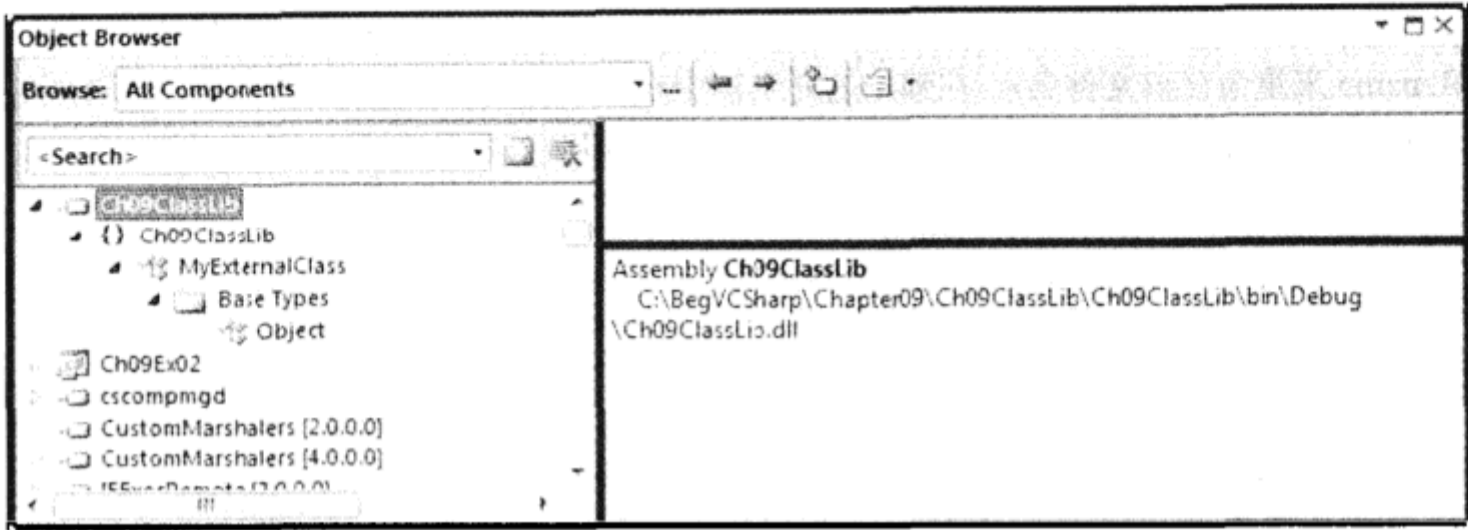 Object Browser
Browse: All Components
<Search>
Ch09ClassLib
{} Ch09ClassLib
MyExternalClass
Base Types
Object
Ch09Ex02
cscompmgd
CustomMarshalers [2.0.0.0]
CustomMarshalers [4.0.0.0]
Assembly Ch09ClassLib
C:\BegVCSharp\Chapter09\Ch09ClassLib\Ch09ClassLib\bin\Debug
\Ch09ClassLib.dll